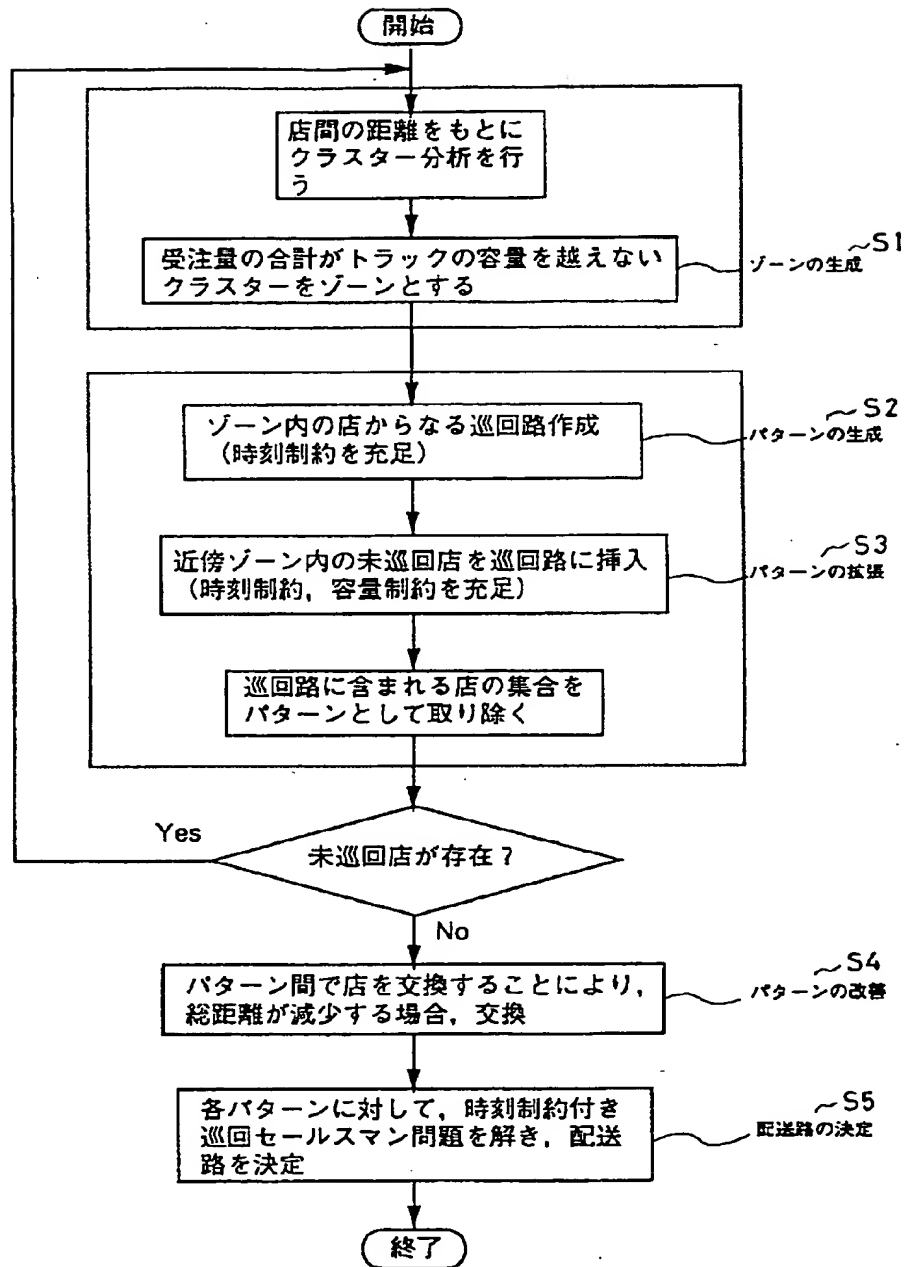 開始
店間の距離をもとに
クラスター分析を行
う
受注量の合計がトラックの容量を越えない
クラスターをゾーンとする
~S1
ゾーンの生成
ゾーン内の店からなる巡回路作成
(時刻制約を充足)
~S2
パターンの生成
近傍ゾーン内の未巡回店を巡回路に挿入
(時刻制約,容量制約を充足)
~S3
パターンの拡張
巡回路に含まれる店の集合を
パターンとして取り除く
Yes
未巡回店が存在?
No
パターン間で店を交換することにより,
総距離が減少する場合,交換
~S4
パターンの改善
各パターンに対して,時刻制約付き
巡回セールスマン問題を解き,配送
路を決定
~S5
配送路の決定
終了